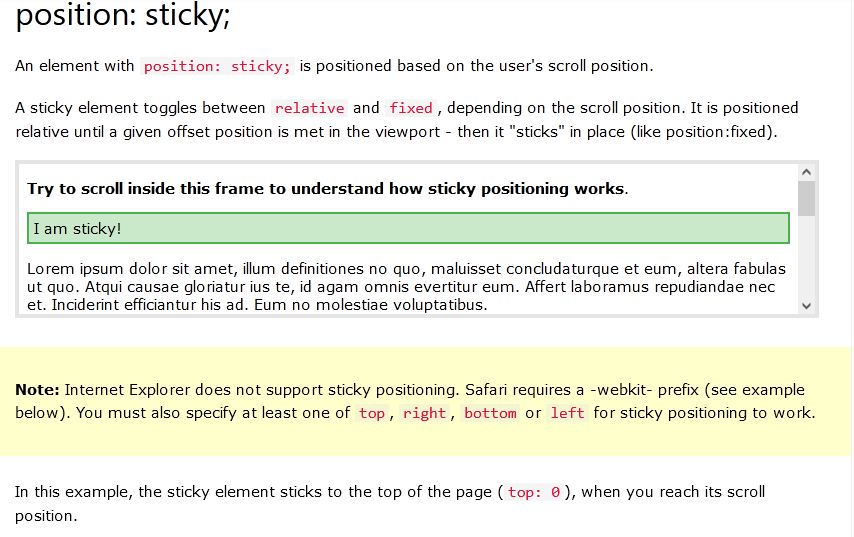 position: sticky;
An element with position: sticky; is positioned based on the user's scroll position.
A sticky element toggles between relative and fixed, depending on the scroll position. It is positioned
relative until a given offset position is met in the viewport - then it "sticks" in place (like position:fixed).
Try to scroll inside this frame to understand how sticky positioning works.
I am sticky!
Lorem ipsum dolor sit amet, illum definitiones no quo, maluisset concludaturque et eum, altera fabulas
ut quo. Atqui causae gloriatur ius te, id agam omnis evertitur eum. Affert laboramus repudiandae nec
et. Inciderint efficiantur his ad. Eum no molestiae voluptatibus.
Note: Internet Explorer does not support sticky positioning. Safari requires a -webkit- prefix (see example
below). You must also specify at least one of top, right, bottom or left for sticky positioning to work.
In this example, the sticky element sticks to the top of the page (top: 0), when you reach its scroll
position.